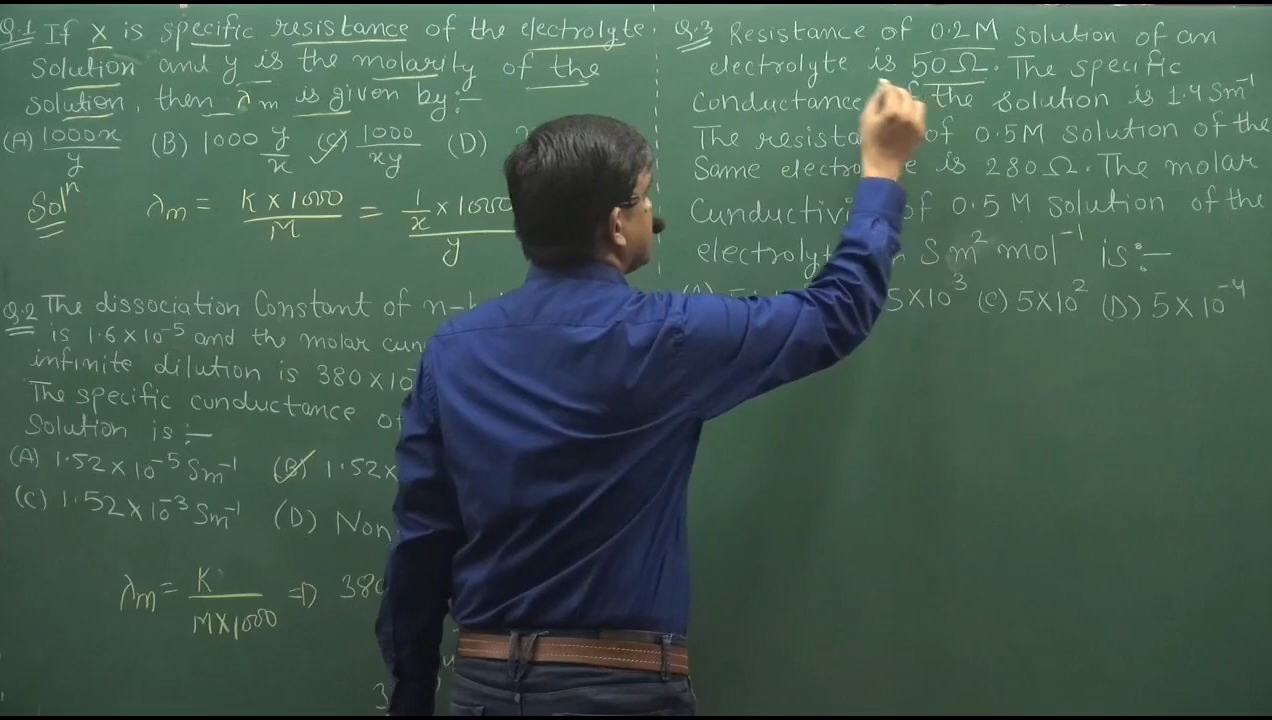 Q.1 If X is specific resistance of the electrolyte
Solution and y is the molarity of the
solution, then λm is given by:-
(A) 1000x/y (B) 1000 y/x (C) 1000/xy (D)
Solⁿ λm = K × 1000/M = 1/x × 1000/y
Q.2 The dissociation Constant of n-
is 1.6×10⁻⁵ and the molar
infinite dilution is 380×10
The specific cunductance
Solution is:-
(A) 1.52×10⁻⁵ Sm⁻¹ (B) 1.52×
(C) 1.52×10⁻³ Sm⁻¹ (D) Non
λm = K/M×1000 ⇒ 380
Q.3 Resistance of 0.2M solution of an
electrolyte is 50Ω. The specific
Conductance of the solution is 1.4 Sm⁻¹
The of 0.5M solution of the
Same is 280Ω. The molar
of 0.5 M solution of the
S m² mol⁻¹ is:-
5×10³ (C) 5×10² (D) 5×10⁻⁴